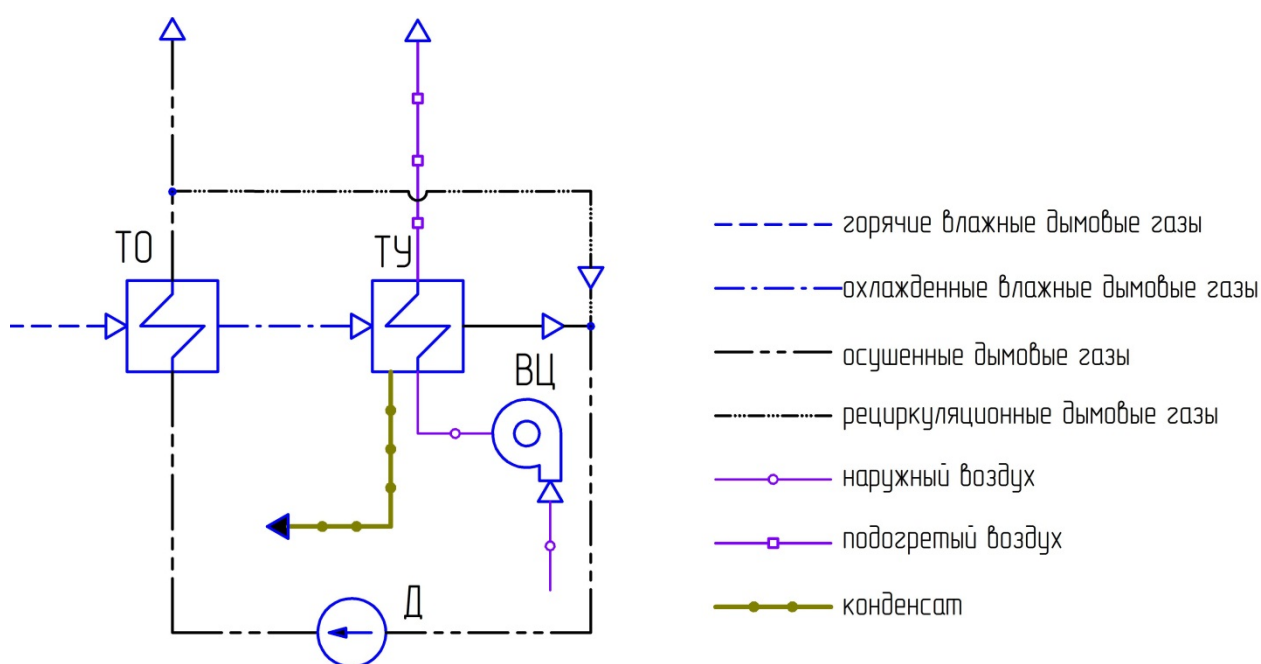 ТО
ТУ
ВЦ
Д
горячие влажные дымовые газы
охлажденные влажные дымовые газы
осушенные дымовые газы
рециркуляционные дымовые газы
наружный воздух
подогретый воздух
конденсат